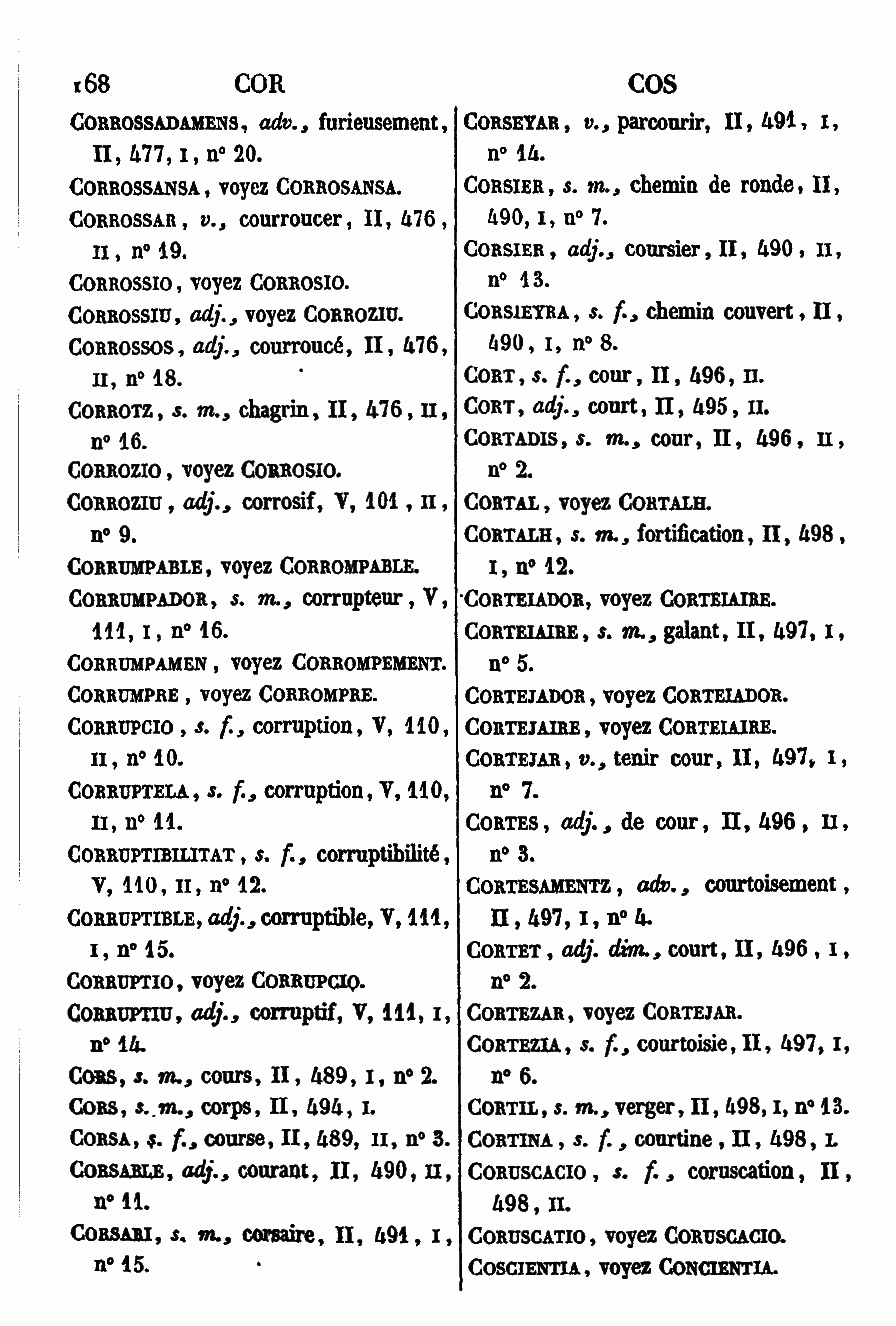 168 COR COS
CORROSSADAMENS, adv., furieusement,
II, 477, I, n° 20.
CORROSSANSA, voyez CORROSANSA.
CORROSSAR, v., courroucer, II, 476,
II, n° 19.
CORROSSIO, voyez CORROSIO.
CORROSSIU, adj., voyez CORROZIU.
CORROSSOS, adj., courroucé, II, 476,
II, n° 18.
CORROTZ, s. m., chagrin, II, 476, II,
n° 16.
CORROZIO, voyez CORROSIO.
CORROZIU, adj., corrosif, V, 101, II,
n° 9.
CORRUMPABLE, voyez CORROMPABLE.
CORRUMPADOR, s. m., corrupteur, V,
111, I, n° 16.
CORRUMPAMEN, voyez CORROMPEMENT.
CORRUMPRE, voyez CORROMPRE.
CORRUPCIO, s. f., corruption, V, 110,
II, n° 10.
CORRUPTELA, s. f., corruption, V, 110,
II, n° 11.
CORRUPTIBILITAT, s. f., corruptibilité,
V, 110, II, n° 12.
CORRUPTIBLE, adj., corruptible, V, 111,
I, n° 15.
CORRUPTIO, voyez CORRUPCIO.
CORRUPTIU, adj., corruptif, V, 111, I,
n° 14.
CORS, s. m., cours, II, 489, I, n° 2.
CORS, s. m., corps, II, 494, I.
CORSA, s. f., course, II, 489, II, n° 3.
CORSABLE, adj., courant, II, 490, II,
n° 11.
CORSARI, s. m., corsaire, II, 491, I,
n° 15.
CORSEYAR, v., parcourir, II, 491, I,
n° 14.
CORSIER, s. m., chemin de ronde, II,
490, I, n° 7.
CORSIER, adj., coursier, II, 490, II,
n° 13.
CORSIEYRA, s. f., chemin couvert, II,
490, I, n° 8.
CORT, s. f., cour, II, 496, II.
CORT, adj., court, II, 495, II.
CORTADIS, s. m., cour, II, 496, II,
n° 2.
CORTAL, voyez CORTALH.
CORTALH, s. m., fortification, II, 498,
I, n° 12.
CORTEIADOR, voyez CORTEIAIRE.
CORTEIAIRE, s. m., galant, II, 497, I,
n° 5.
CORTEJADOR, voyez CORTEIADOR.
CORTEJAIRE, voyez CORTEIAIRE.
CORTEJAR, v., tenir cour, II, 497, I,
n° 7.
CORTES, adj., de cour, II, 496, II,
n° 3.
CORTESAMENTZ, adv., courtoisement,
II, 497, I, n° 4.
CORTET, adj. dim., court, II, 496, I,
n° 2.
CORTEZAR, voyez CORTEJAR.
CORTEZIA, s. f., courtoisie, II, 497, I,
n° 6.
CORTIL, s. m., verger, II, 498, I, n° 13.
CORTINA, s. f., courtine, II, 498, I.
CORUSCACIO, s. f., coruscation, II,
498, II.
CORUSCATIO, voyez CORUSCACIO.
COSCIENTIA, voyez CONCIENTIA.